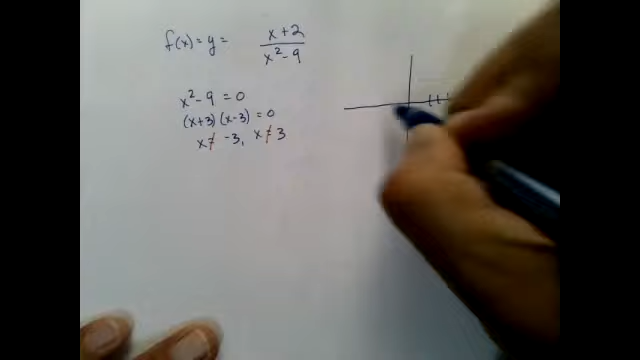 f(x) = y = x + 2 / x² - 9
x² - 9 = 0
(x+3)(x-3) = 0
x ≠ -3, x ≠ 3